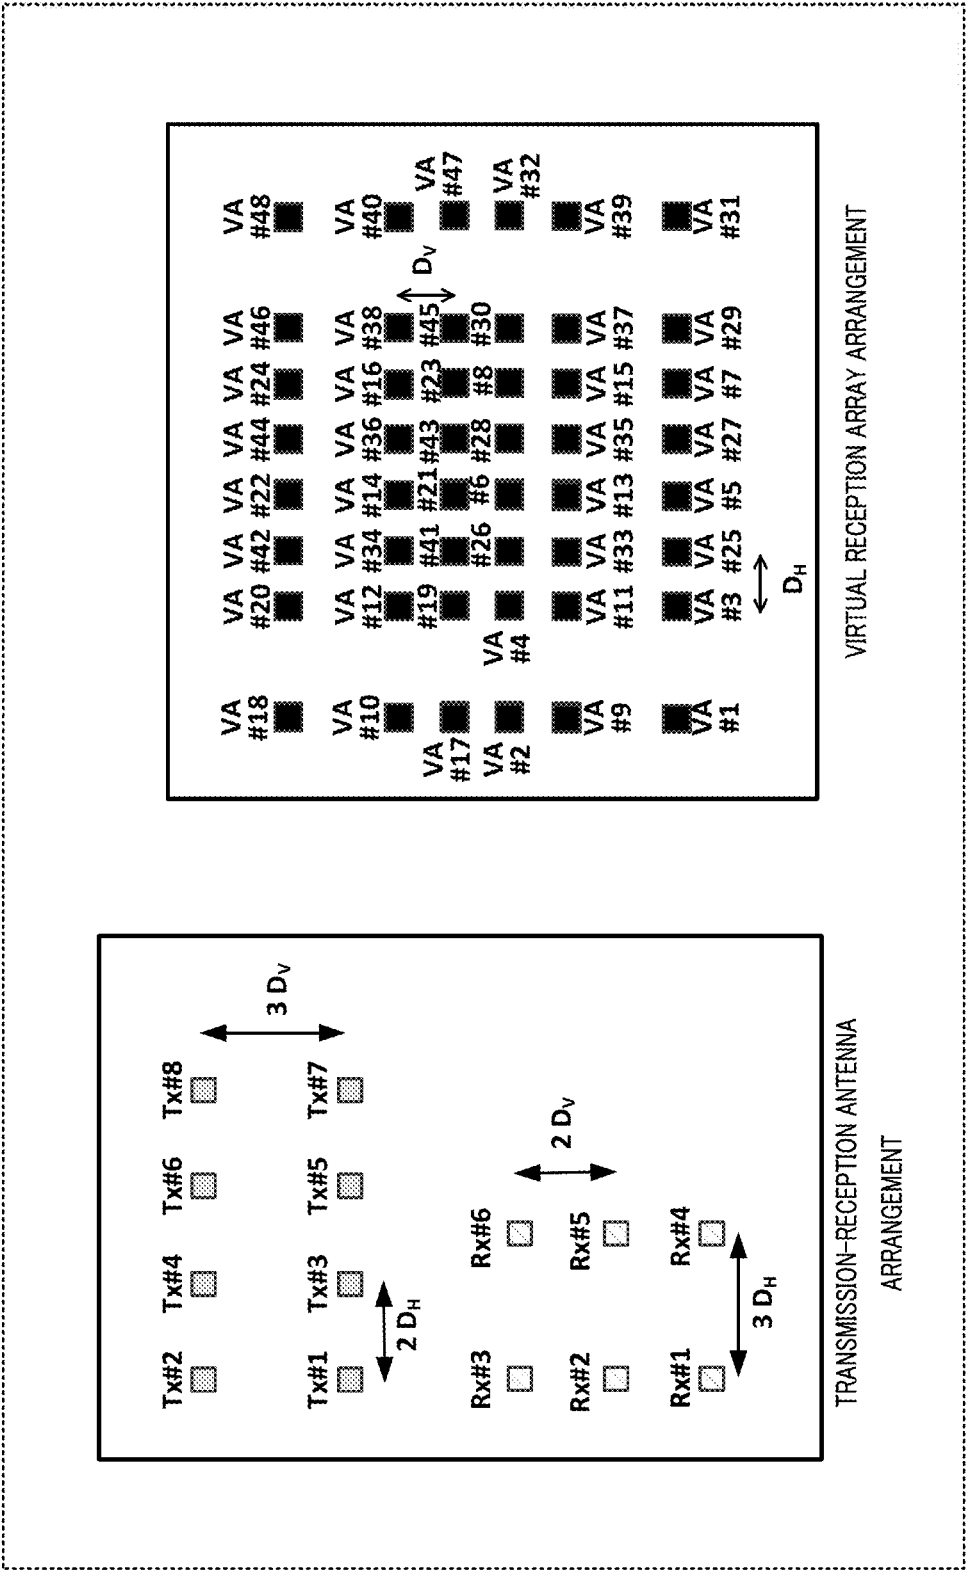 Tx#2
Tx#4
Tx#6
Tx#8
3 DV
Tx#1
Tx#3
Tx#5
Tx#7
2 DH
Rx#3
Rx#6
2 DV
Rx#2
Rx#5
Rx#1
Rx#4
3 DH
TRANSMISSION-RECEPTION ANTENNA
ARRANGEMENT
VA
#18
VA
#20
VA
#42
VA
#22
VA
#44
VA
#24
VA
#46
VA
#48
VA
#10
VA
#12
VA
#34
VA
#14
VA
#36
VA
#16
VA
#38
VA
#40
DV
VA
#17
#19
#41
#21
#43
#23
#45
VA
#47
VA
#2
VA
#4
#26
#6
#28
#8
#30
VA
#32
VA
#9
VA
#11
VA
#33
VA
#13
VA
#35
VA
#15
VA
#37
VA
#39
VA
#1
VA
#3
VA
#25
VA
#5
VA
#27
VA
#7
VA
#29
VA
#31
DH
VIRTUAL RECEPTION ARRAY ARRANGEMENT